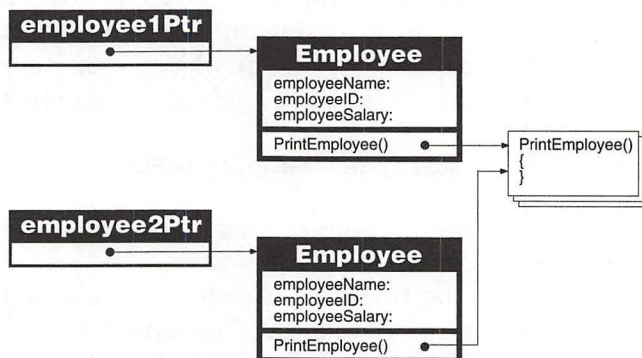 employee1Ptr
Employee
employeeName:
employeeID:
employeeSalary:
PrintEmployee()
PrintEmployee()
{
}
employee2Ptr
Employee
employeeName:
employeeID:
employeeSalary:
PrintEmployee()